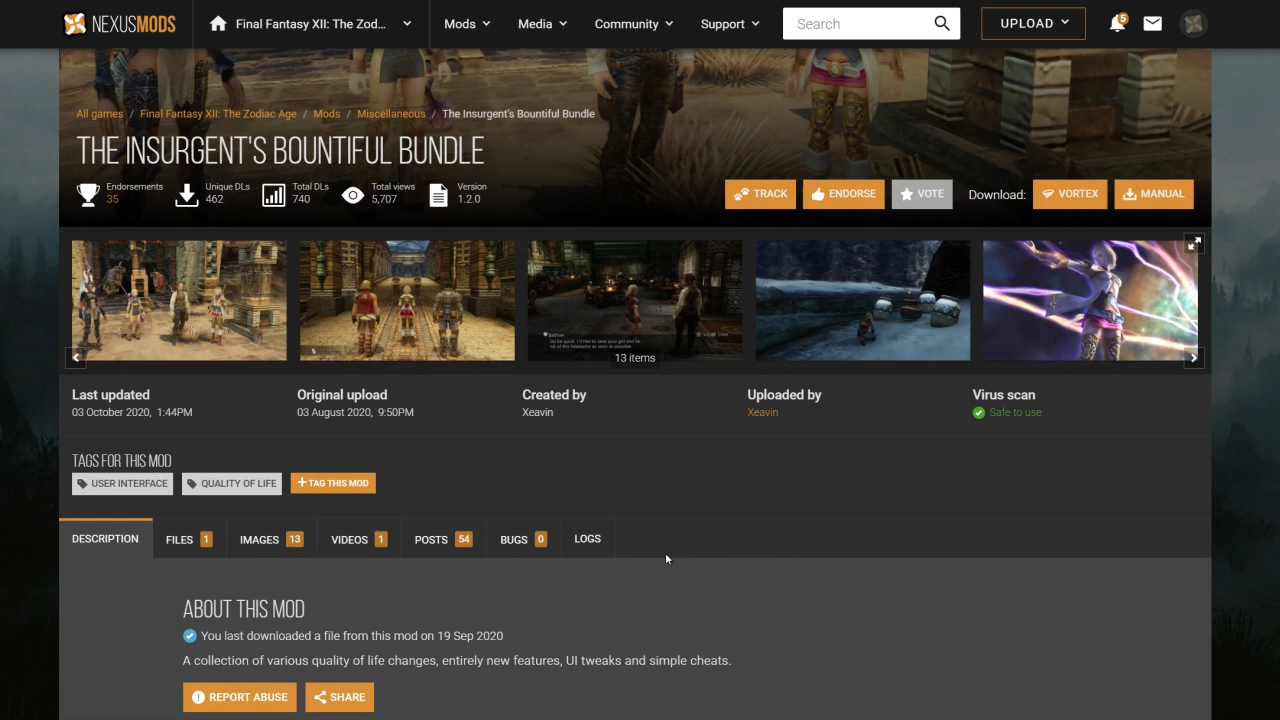 NEXUSMODS
Final Fantasy XII: The Zod...
Mods
Media
Community
Support
Search
UPLOAD
5
All games / Final Fantasy XII: The Zodiac Age / Mods / Miscellaneous / The Insurgent's Bountiful Bundle
THE INSURGENT'S BOUNTIFUL BUNDLE
Endorsements
35
Unique DLs
462
Total DLs
740
Total views
5,707
Version
1.2.0
TRACK
ENDORSE
VOTE
Download:
VORTEX
MANUAL
13 items
Last updated
03 October 2020, 1:44PM
Original upload
03 August 2020, 9:50PM
Created by
Xeavin
Uploaded by
Xeavin
Virus scan
Safe to use
TAGS FOR THIS MOD
USER INTERFACE
QUALITY OF LIFE
+ TAG THIS MOD
DESCRIPTION
FILES 1
IMAGES 13
VIDEOS 1
POSTS 54
BUGS 0
LOGS
ABOUT THIS MOD
You last downloaded a file from this mod on 19 Sep 2020
A collection of various quality of life changes, entirely new features, UI tweaks and simple cheats.
REPORT ABUSE
SHARE